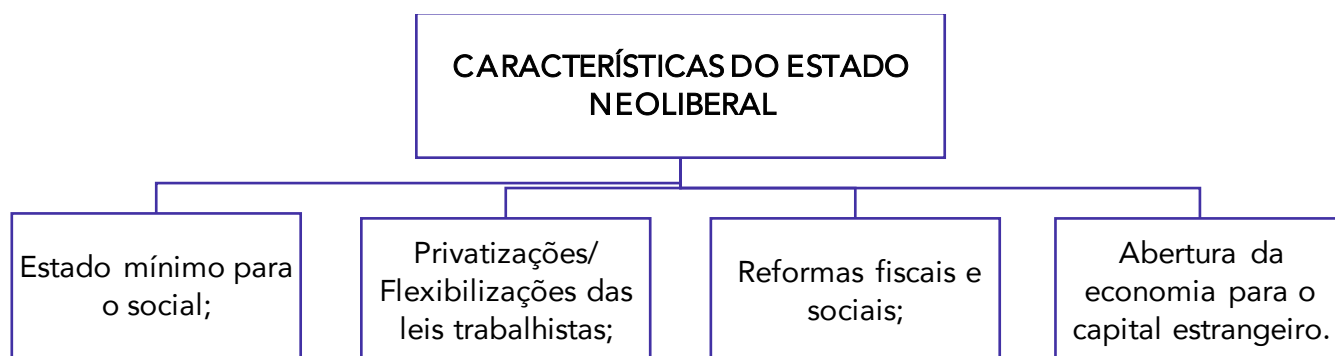 CARACTERÍSTICAS DO ESTADO
NEOLIBERAL
Estado mínimo para
o social;
Privatizações/
Flexibilizações das
leis trabalhistas;
Reformas fiscais e
sociais;
Abertura da
economia para o
capital estrangeiro.